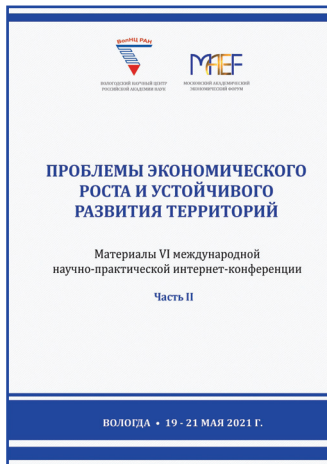 ВолНЦ РАН
ВОЛОГОДСКИЙ НАУЧНЫЙ ЦЕНТР
РОССИЙСКОЙ АКАДЕМИИ НАУК
MAEF
МОСКОВСКИЙ АКАДЕМИЧЕСКИЙ
ЭКОНОМИЧЕСКИЙ ФОРУМ
ПРОБЛЕМЫ ЭКОНОМИЧЕСКОГО
РОСТА И УСТОЙЧИВОГО
РАЗВИТИЯ ТЕРРИТОРИЙ
Материалы VI международной
научно-практической интернет-конференции
Часть II
ВОЛОГДА • 19 - 21 МАЯ 2021 Г.